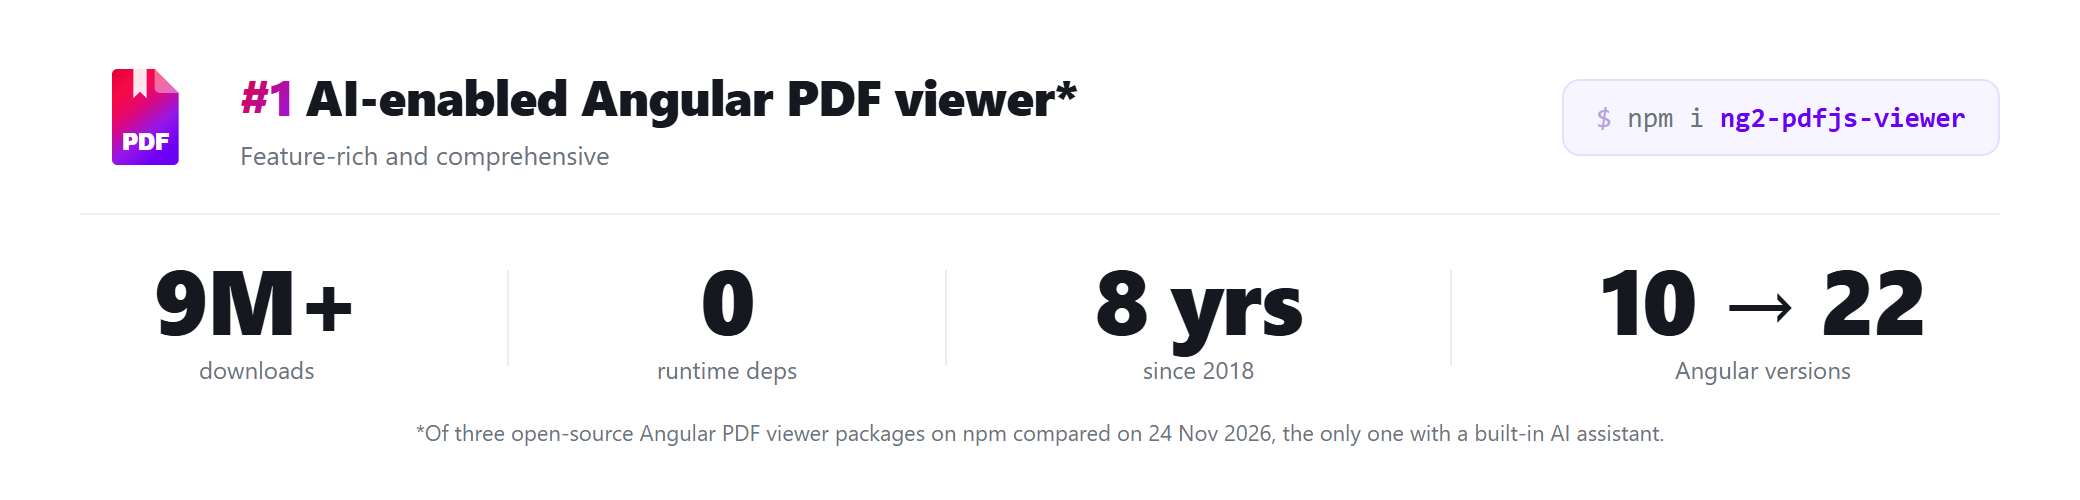 PDF
#1 AI-enabled Angular PDF viewer*
Feature-rich and comprehensive
$ npm i ng2-pdfjs-viewer
9M+
downloads
0
runtime deps
8 yrs
since 2018
10 → 22
Angular versions
*Of three open-source Angular PDF viewer packages on npm compared on 24 Nov 2026, the only one with a built-in AI assistant.